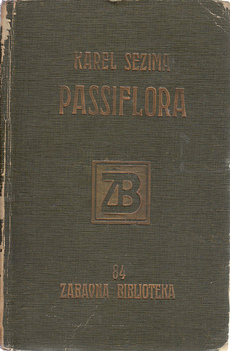 KAREL SEZIMA
PASSIFLORA
ZB
84
ZABAVNA BIBLIOTEKA